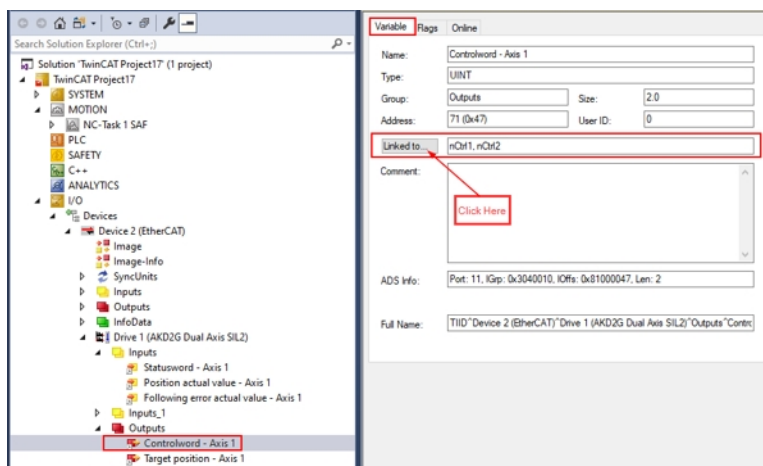 Search Solution Explorer (Ctrl+;)
Solution 'TwinCAT Project17' (1 project)
TwinCAT Project17
SYSTEM
MOTION
NC-Task 1 SAF
PLC
SAFETY
C++
ANALYTICS
I/O
Devices
Device 2 (EtherCAT)
Image
Image-Info
SyncUnits
Inputs
Outputs
InfoData
Drive 1 (AKD2G Dual Axis SIL2)
Inputs
Statusword - Axis 1
Position actual value - Axis 1
Following error actual value - Axis 1
Inputs_1
Outputs
Controlword - Axis 1
Target position - Axis 1
Variable Flags Online
Name: Controlword - Axis 1
Type: UINT
Group: Outputs Size: 2.0
Address: 71 (0x47) User ID: 0
Linked to... nCtrl1, nCtrl2
Comment:
Click Here
ADS Info: Port: 11, IGrp: 0x3040010, IOffs: 0x81000047, Len: 2
Full Name: TIID^Device 2 (EtherCAT)^Drive 1 (AKD2G Dual Axis SIL2)^Outputs^Contrc